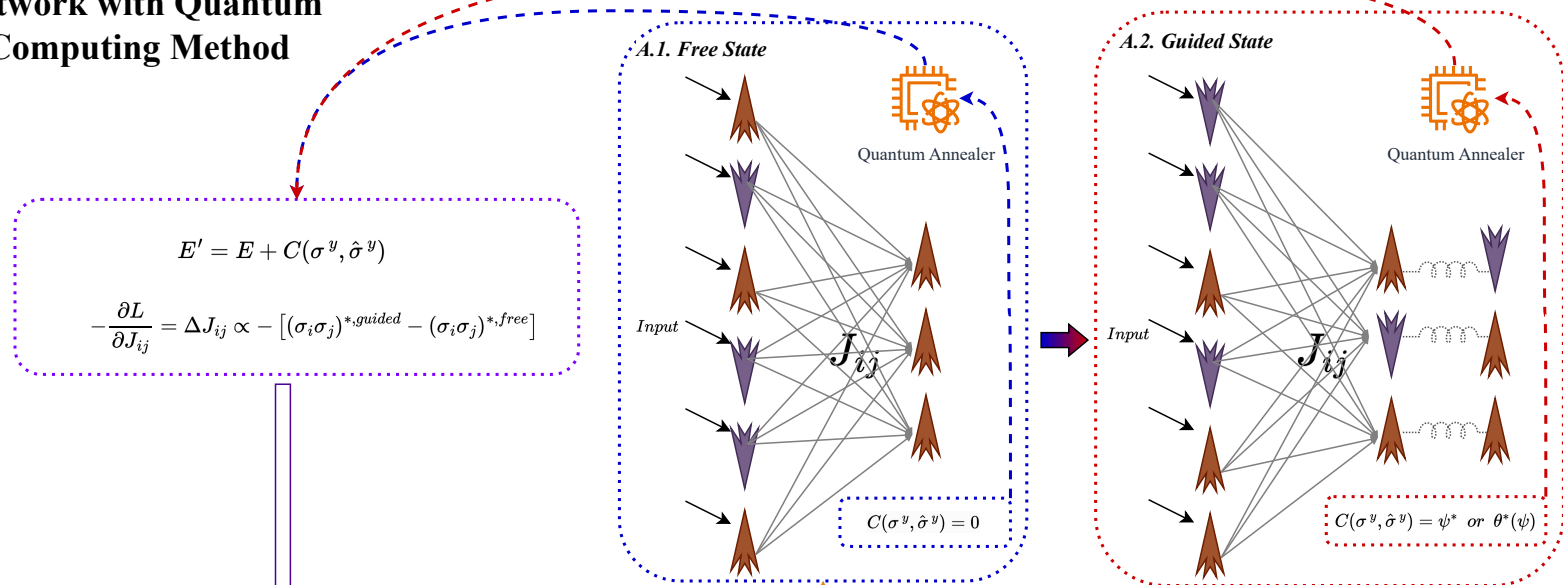 twork with Quantum
Computing Method
A.1. Free State
A.2. Guided State
Quantum Annealer
Quantum Annealer
E′ = E + C(σ^y, σ̂^y)
−∂L/∂J_ij = ΔJ_ij ∝ −[(σ_iσ_j)^{*,guided} − (σ_iσ_j)^{*,free}]
Input
J_ij
Input
J_ij
C(σ^y, σ̂^y) = 0
C(σ^y, σ̂^y) = ψ* or θ*(ψ)